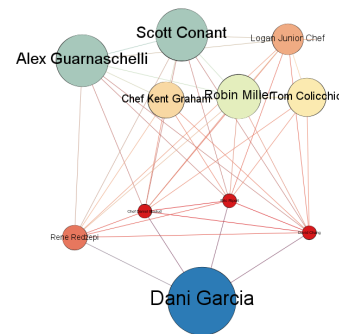 Scott Conant
Logan Junior Chef
Alex Guarnaschelli
Chef Kent Graham
Robin Miller
Tom Colicchio
Rene Redzepi
Dani Garcia